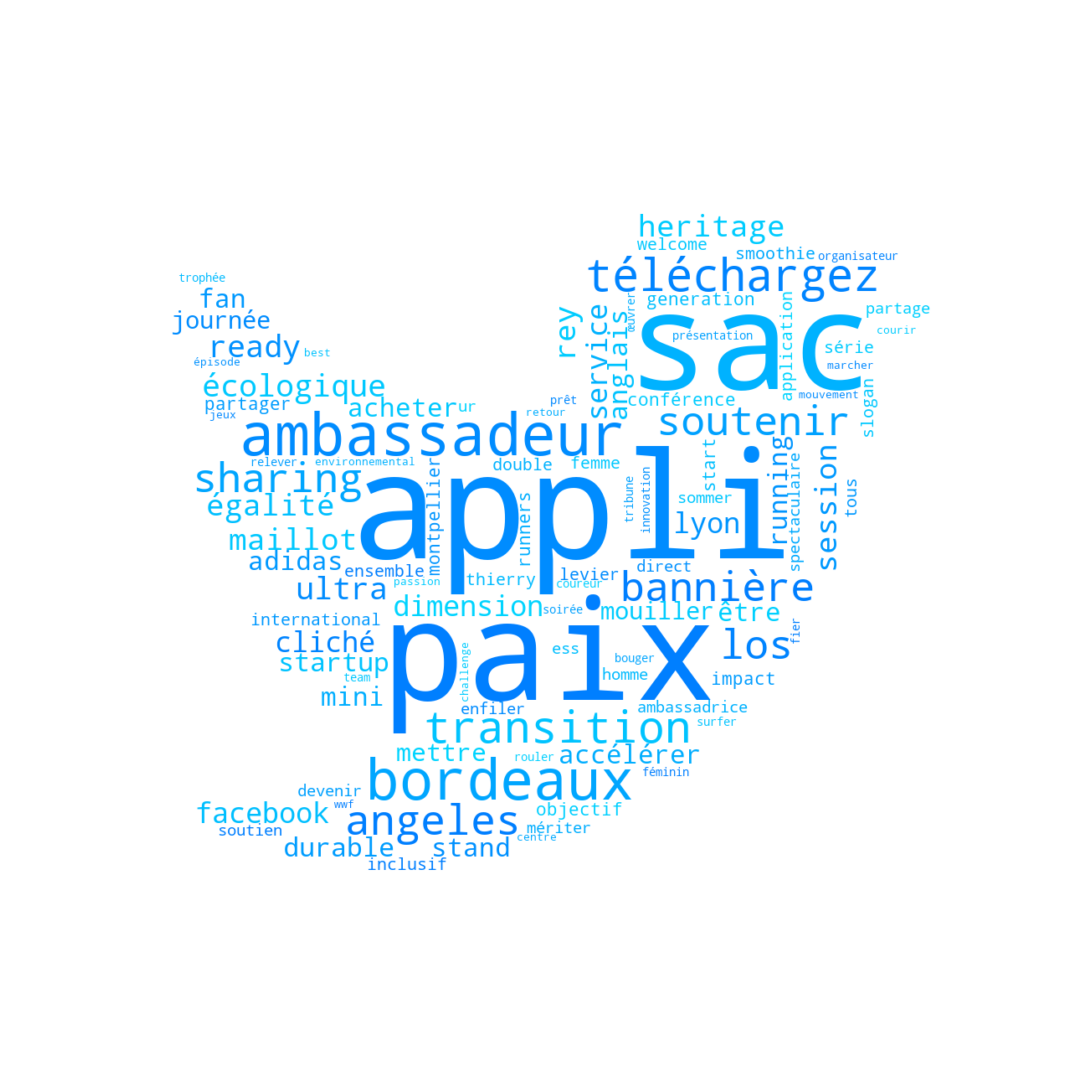 heritage
welcome
smoothie
organisateur
téléchargez
trophée
fan
generation
œuvrer
service
anglais
rey
sac
application
partage
journée
courir
présentation
ready
série
best
épisode
marcher
écologique
conférence
mouvement
slogan
partager
acheter
ur
prêt
retour
jeux
ambassadeur
soutenir
running
start
relever
environnemental
montpellier
double
femme
session
spectaculaire
tous
sharing
appli
runners
tribune
innovation
sommer
égalité
lyon
maillot
adidas
ensemble
thierry
levier
direct
passion
coureur
bannière
ultra
dimension
soirée
mouiller
être
international
fier
cliché
paix
los
ess
bouger
startup
team
challenge
homme
impact
mini
enfiler
ambassadrice
transition
surfer
mettre
rouler
accélérer
bordeaux
féminin
devenir
wwf
facebook
objectif
angeles
soutien
mériter
centre
durable
stand
inclusif